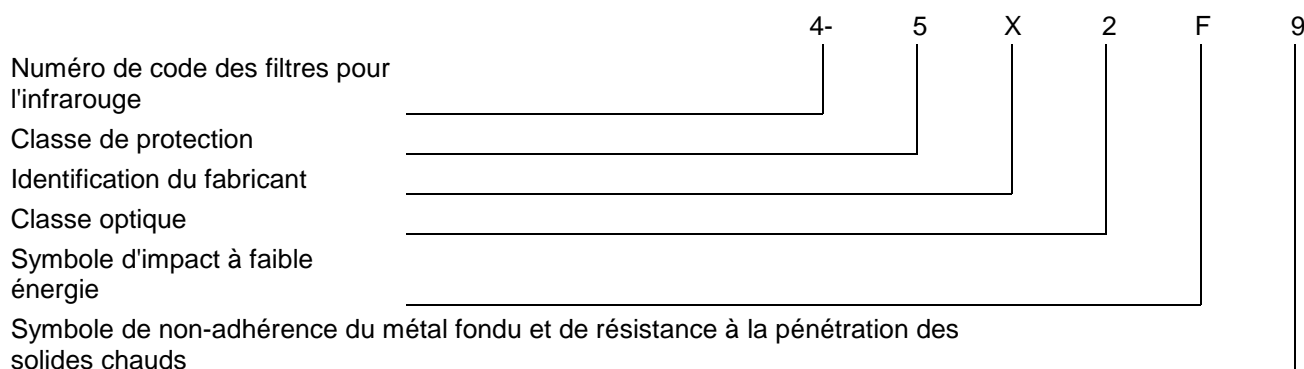 4- 5 X 2 F 9
Numéro de code des filtres pour
l'infrarouge
Classe de protection
Identification du fabricant
Classe optique
Symbole d'impact à faible
énergie
Symbole de non-adhérence du métal fondu et de résistance à la pénétration des
solides chauds